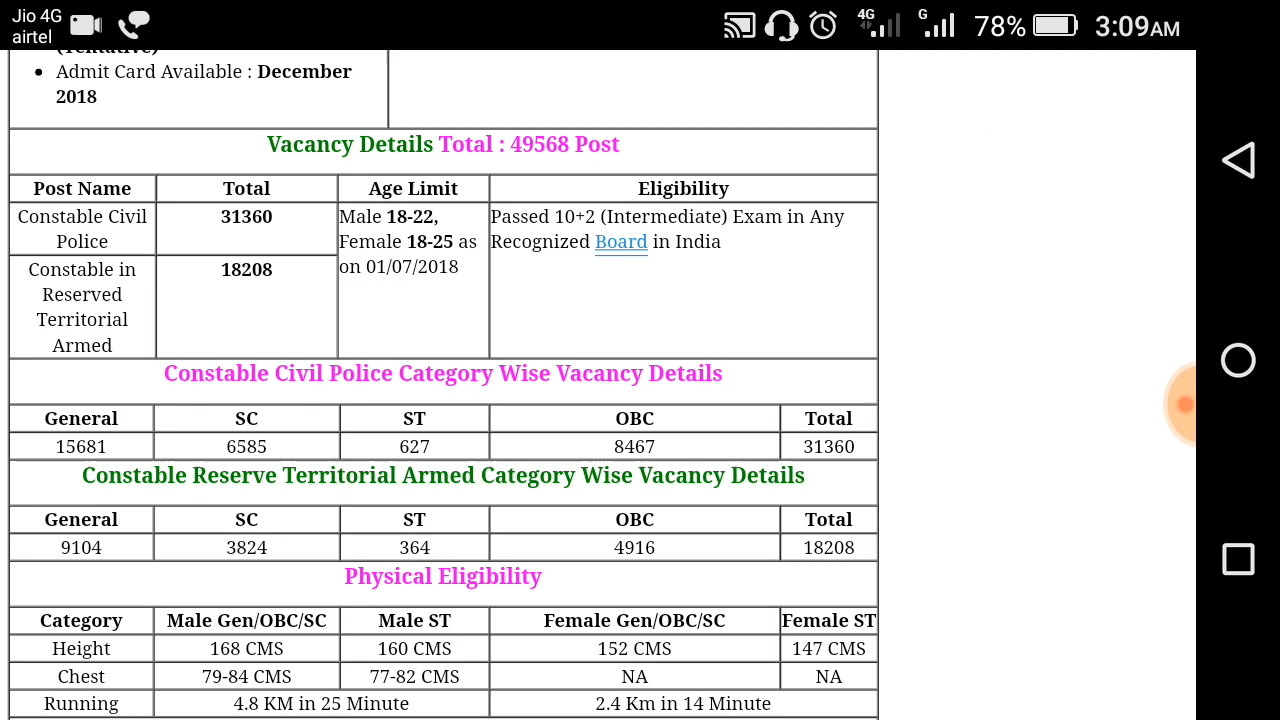 Jio 4G
airtel
4G
G
78%
3:09AM
(Tentative)
Admit Card Available : December
2018
Vacancy Details Total : 49568 Post
Post Name Total Age Limit Eligibility
Constable Civil
Police
31360
Male 18-22,
Female 18-25 as
on 01/07/2018
Passed 10+2 (Intermediate) Exam in Any
Recognized Board in India
Constable in
Reserved
Territorial
Armed
18208
Constable Civil Police Category Wise Vacancy Details
General SC ST OBC Total
15681 6585 627 8467 31360
Constable Reserve Territorial Armed Category Wise Vacancy Details
General SC ST OBC Total
9104 3824 364 4916 18208
Physical Eligibility
Category Male Gen/OBC/SC Male ST Female Gen/OBC/SC Female ST
Height 168 CMS 160 CMS 152 CMS 147 CMS
Chest 79-84 CMS 77-82 CMS NA NA
Running 4.8 KM in 25 Minute 2.4 Km in 14 Minute